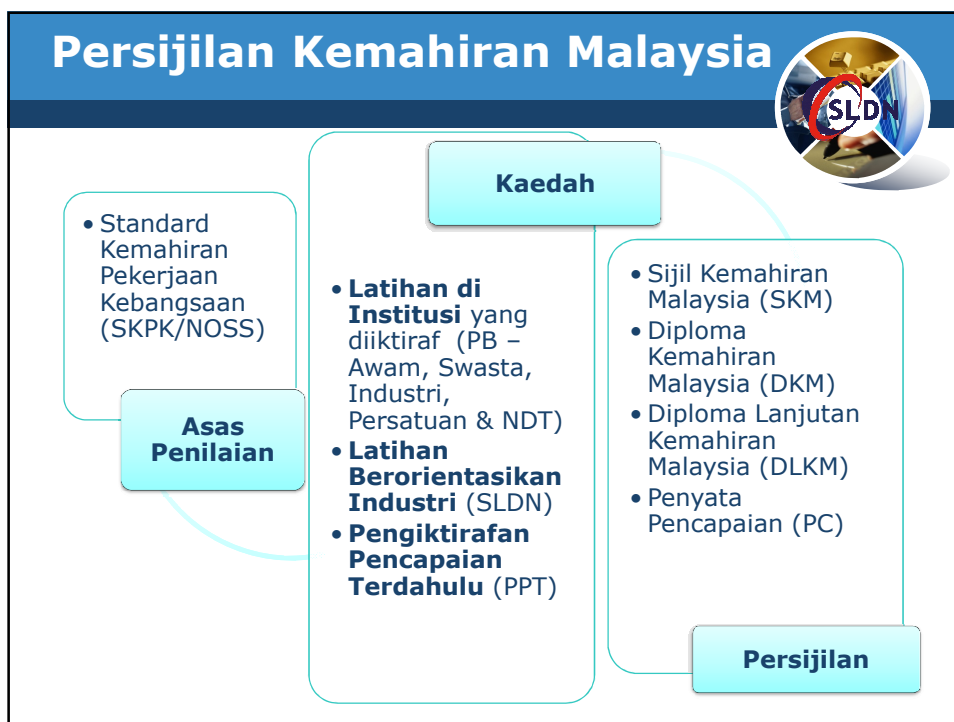 Persijilan Kemahiran Malaysia
SLDN
• Standard
Kemahiran
Pekerjaan
Kebangsaan
(SKPK/NOSS)
Asas
Penilaian
Kaedah
• Latihan di
Institusi yang
diiktiraf (PB –
Awam, Swasta,
Industri,
Persatuan & NDT)
• Latihan
Berorientasikan
Industri (SLDN)
• Pengiktirafan
Pencapaian
Terdahulu (PPT)
• Sijil Kemahiran
Malaysia (SKM)
• Diploma
Kemahiran
Malaysia (DKM)
• Diploma Lanjutan
Kemahiran
Malaysia (DLKM)
• Penyata
Pencapaian (PC)
Persijilan